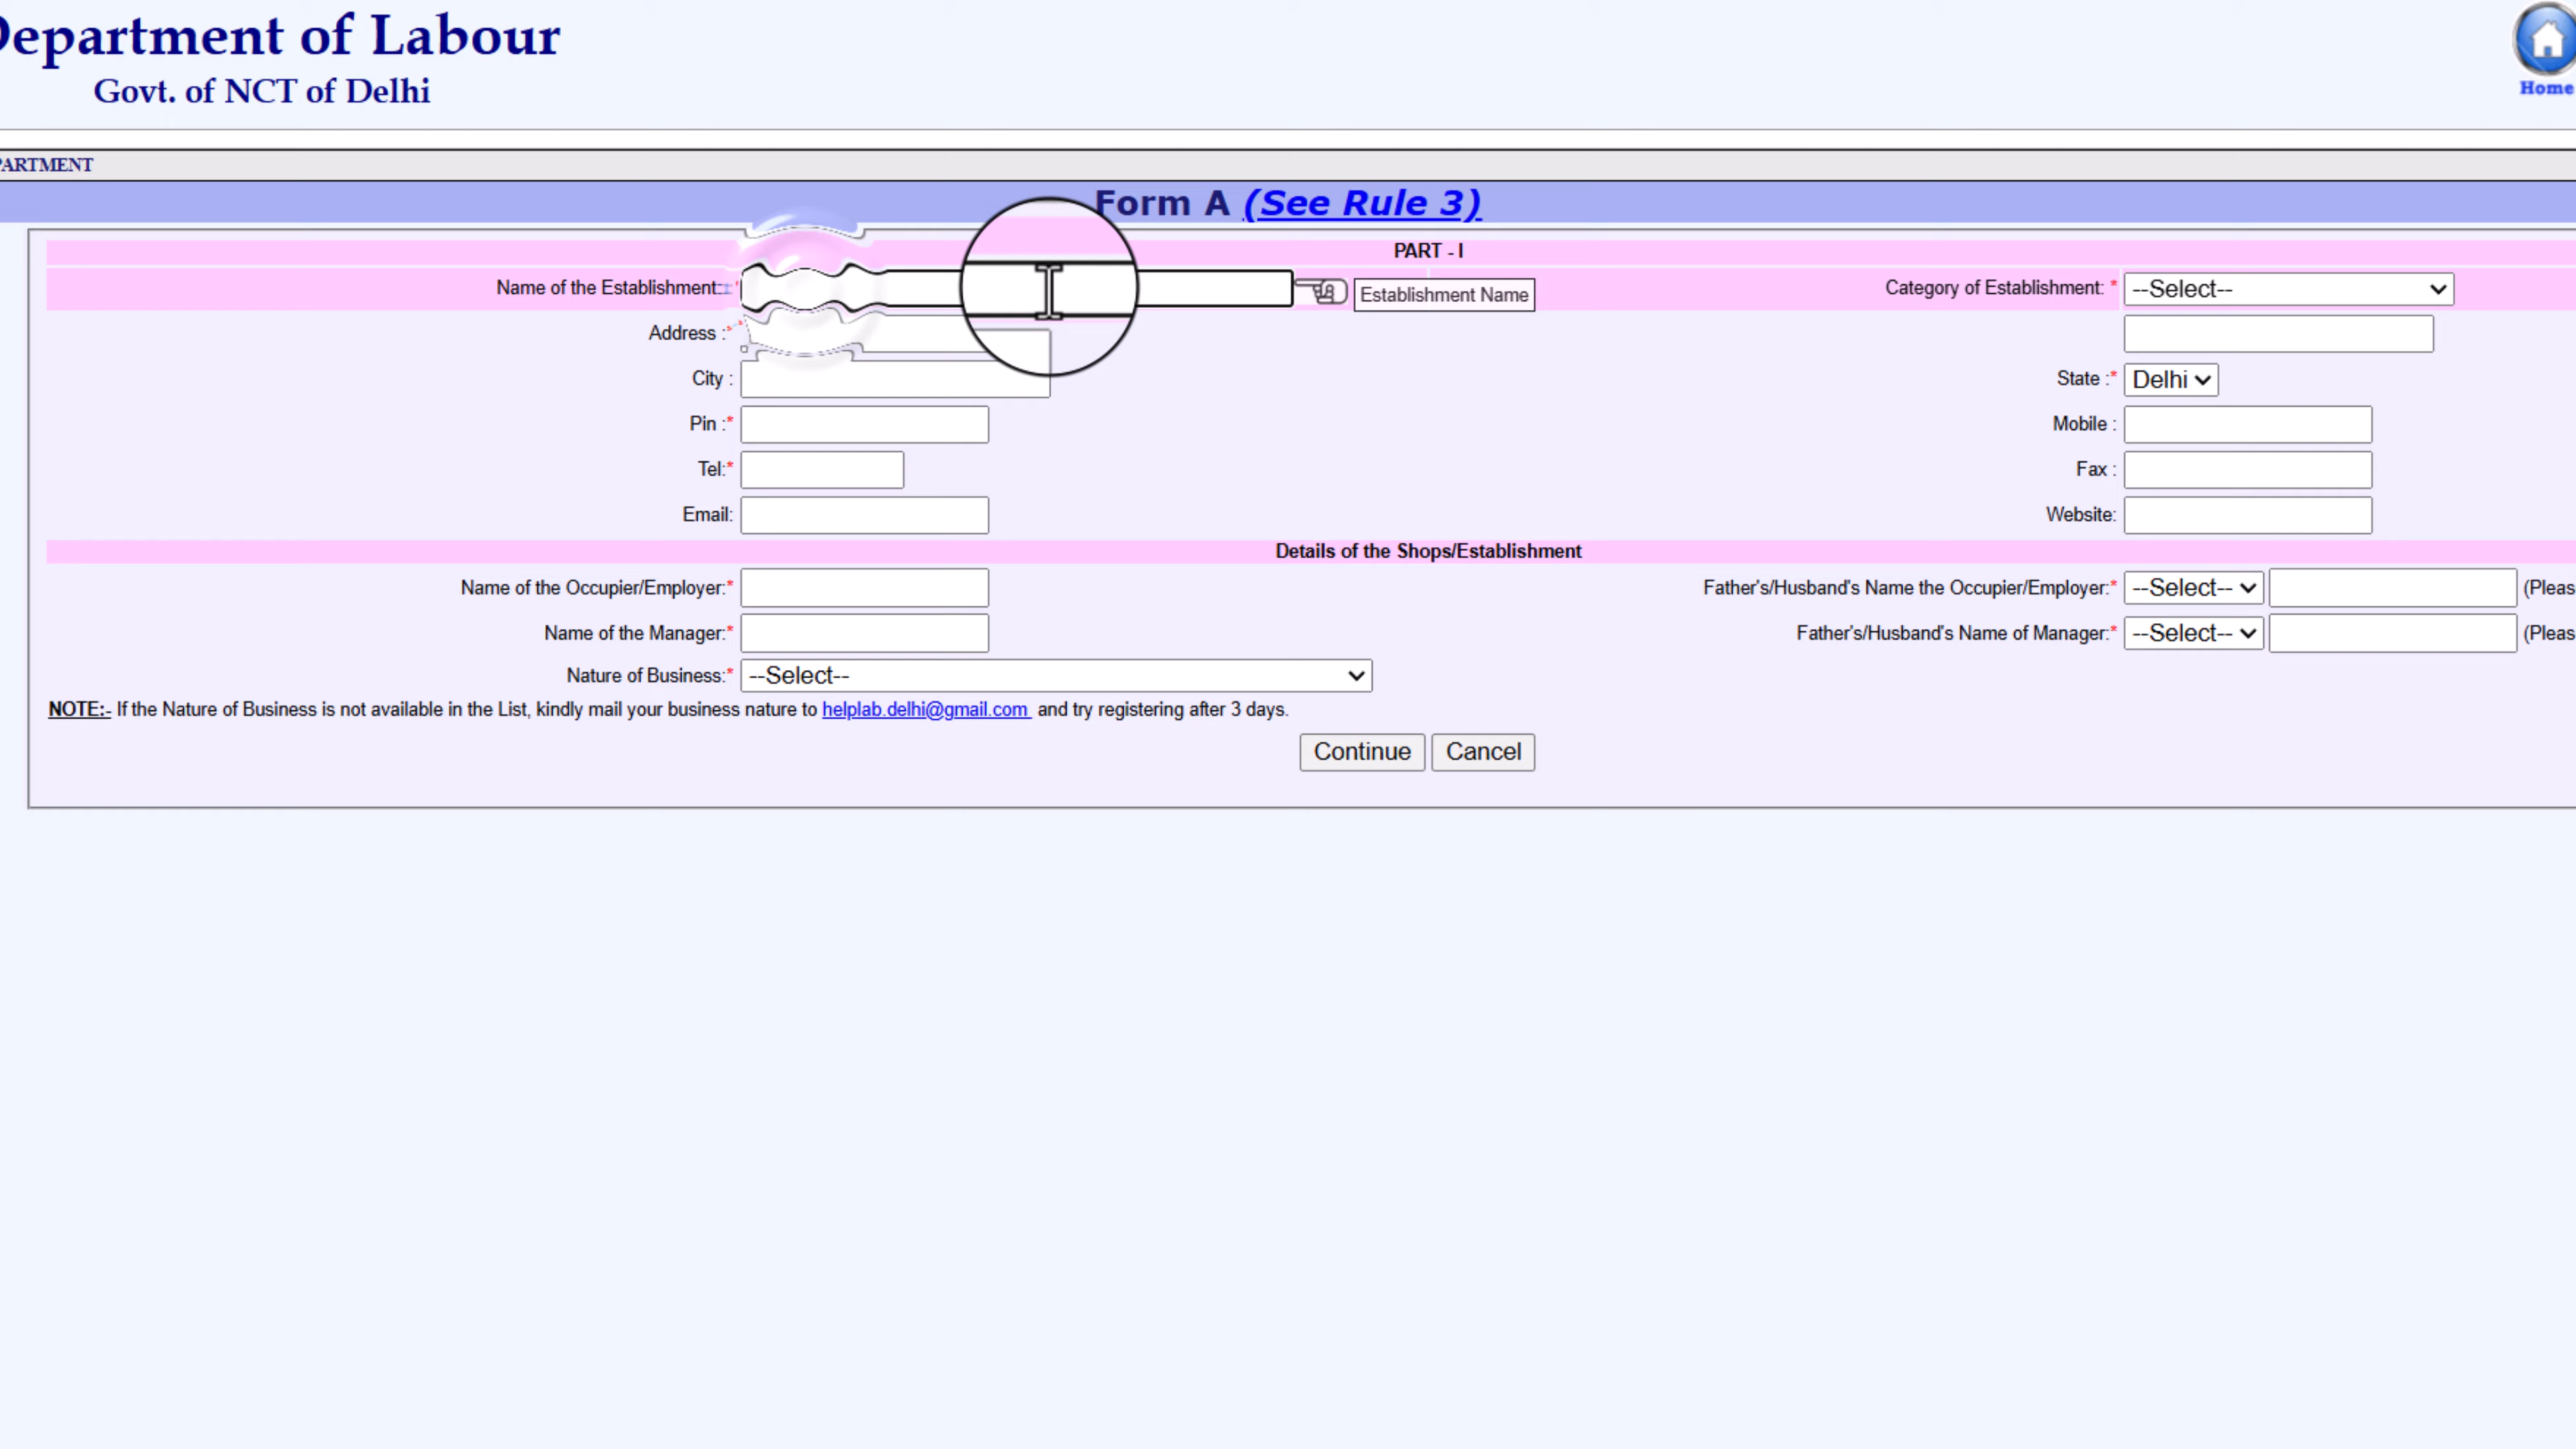 Department of Labour
Govt. of NCT of Delhi
Home
PARTMENT
Form A (See Rule 3)
PART - I
Name of the Establishment: * Establishment Name Category of Establishment: * --Select--
Address :*
City : State :* Delhi
Pin :* Mobile :
Tel:* Fax :
Email: Website:
Details of the Shops/Establishment
Name of the Occupier/Employer:* Father's/Husband's Name the Occupier/Employer:* --Select-- (Pleas
Name of the Manager:* Father's/Husband's Name of Manager:* --Select-- (Pleas
Nature of Business:* --Select--
NOTE:- If the Nature of Business is not available in the List, kindly mail your business nature to helplab.delhi@gmail.com and try registering after 3 days.
Continue Cancel